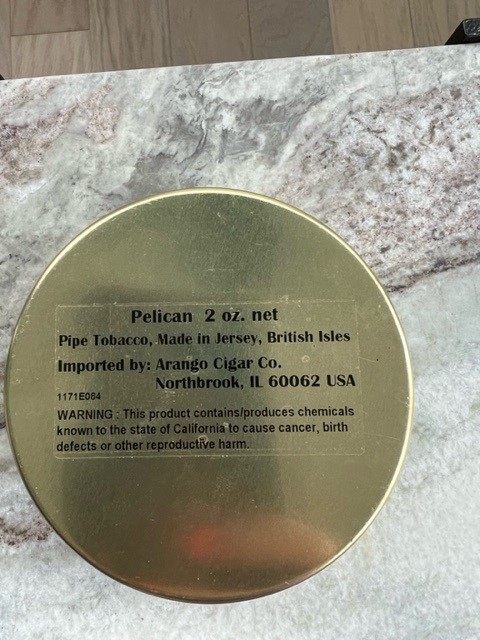 Pelican 2 oz. net
Pipe Tobacco, Made in Jersey, British Isles
Imported by: Arango Cigar Co.
Northbrook, IL 60062 USA
1171E084
WARNING : This product contains/produces chemicals
known to the state of California to cause cancer, birth
defects or other reproductive harm.